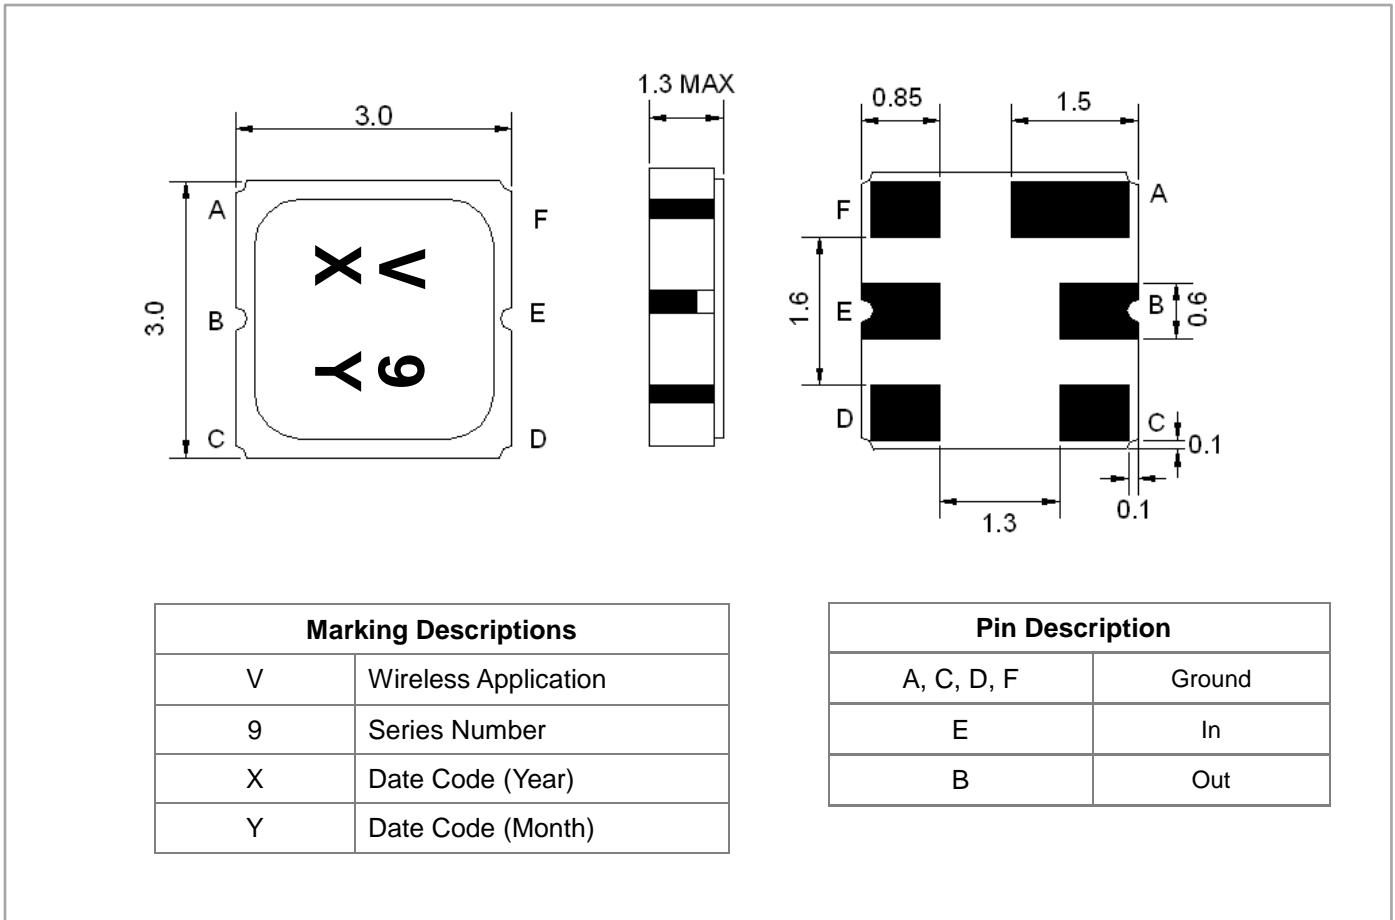 1.3 MAX
3.0
0.85
1.5
A
F
F
A
V
X
3.0
B
E
1.6
E
B
0.6
9
Y
C
D
D
C
0.1
0.1
1.3
Marking Descriptions
V Wireless Application
9 Series Number
X Date Code (Year)
Y Date Code (Month)
Pin Description
A, C, D, F Ground
E In
B Out